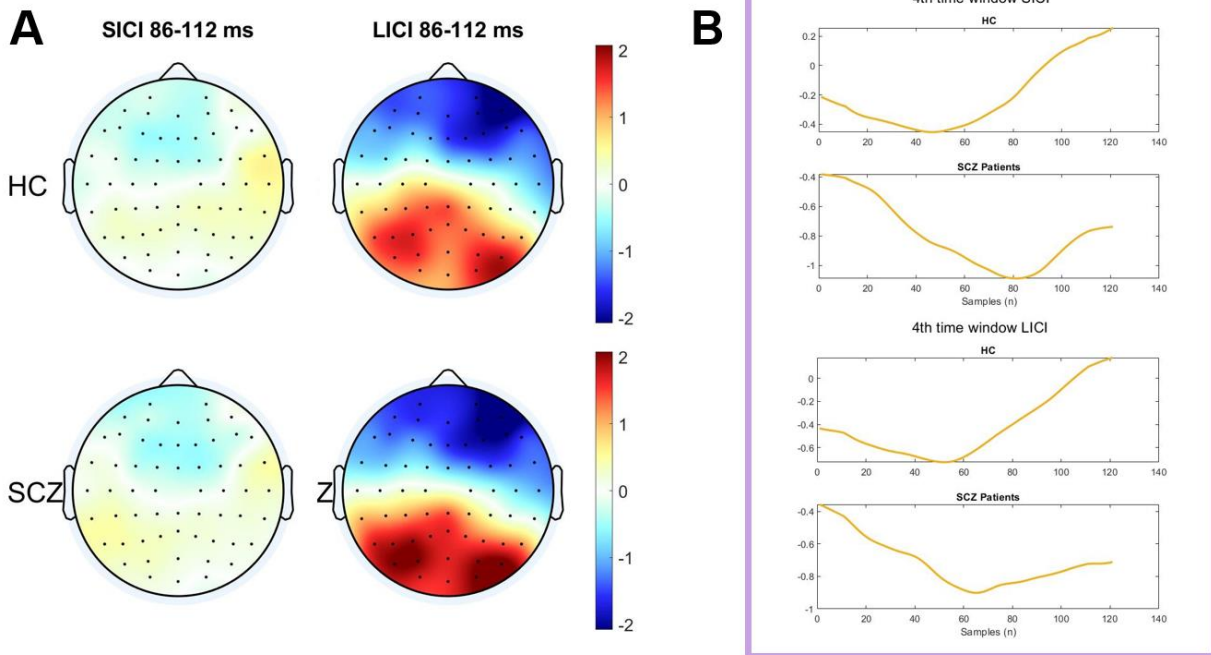 A
SICI 86-112 ms
LICI 86-112 ms
2
1
0
-1
-2
HC
2
1
0
-1
-2
SCZ
Z
B
4th time window SICI
HC
0.2
0
-0.2
-0.4
0 20 40 60 80 100 120 140
SCZ Patients
-0.4
-0.6
-0.8
-1
0 20 40 60 80 100 120 140
Samples (n)
4th time window LICI
HC
0
-0.2
-0.4
-0.6
0 20 40 60 80 100 120 140
SCZ Patients
-0.4
-0.6
-0.8
-1
0 20 40 60 80 100 120 140
Samples (n)